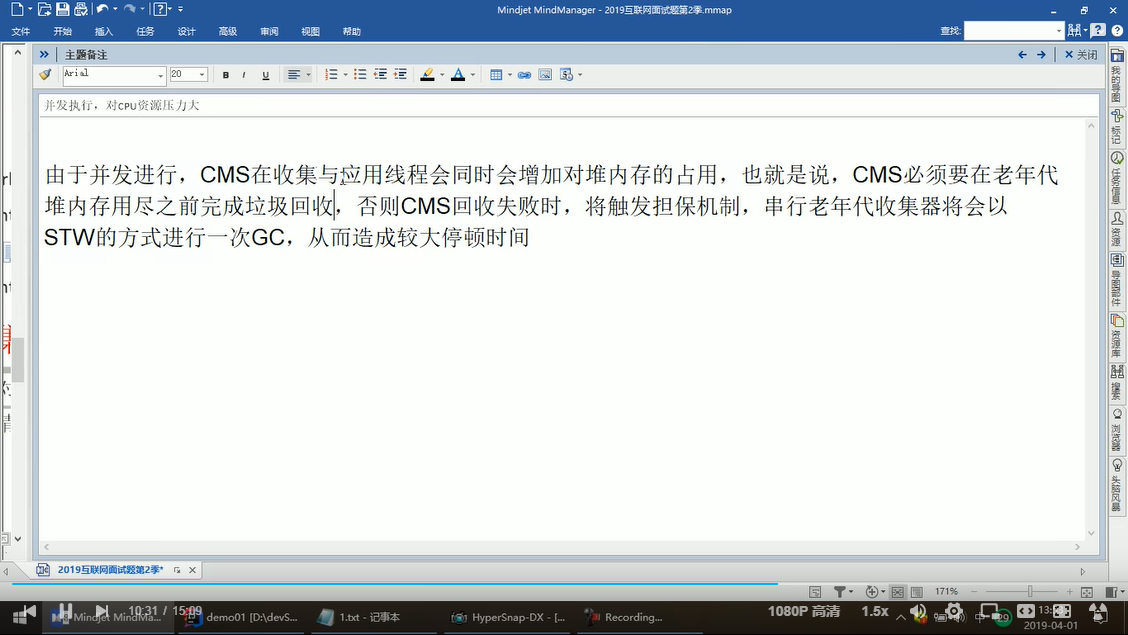 Mindjet MindManager - 2019互联网面试题第2季.mmap
文件 开始 插入 任务 设计 高级 审阅 视图 帮助 查找:
主题备注 关闭
Arial 20 B I U A
并发执行，对CPU资源压力大
由于并发进行，CMS在收集与应用线程会同时会增加对堆内存的占用，也就是说，CMS必须要在老年代
堆内存用尽之前完成垃圾回收，否则CMS回收失败时，将触发担保机制，串行老年代收集器将会以
STW的方式进行一次GC，从而造成较大停顿时间
我的导图
标记
任务信息
资源
导图部件
资源库
搜索
浏览器
头脑风暴
2019互联网面试题第2季*
171%
10:31 / 15:09
1080P 高清 1.5x
Mindjet MindMa... demo01 [D:\devS... 1.txt - 记事本 HyperSnap-DX - [... Recording...
2019-04-01